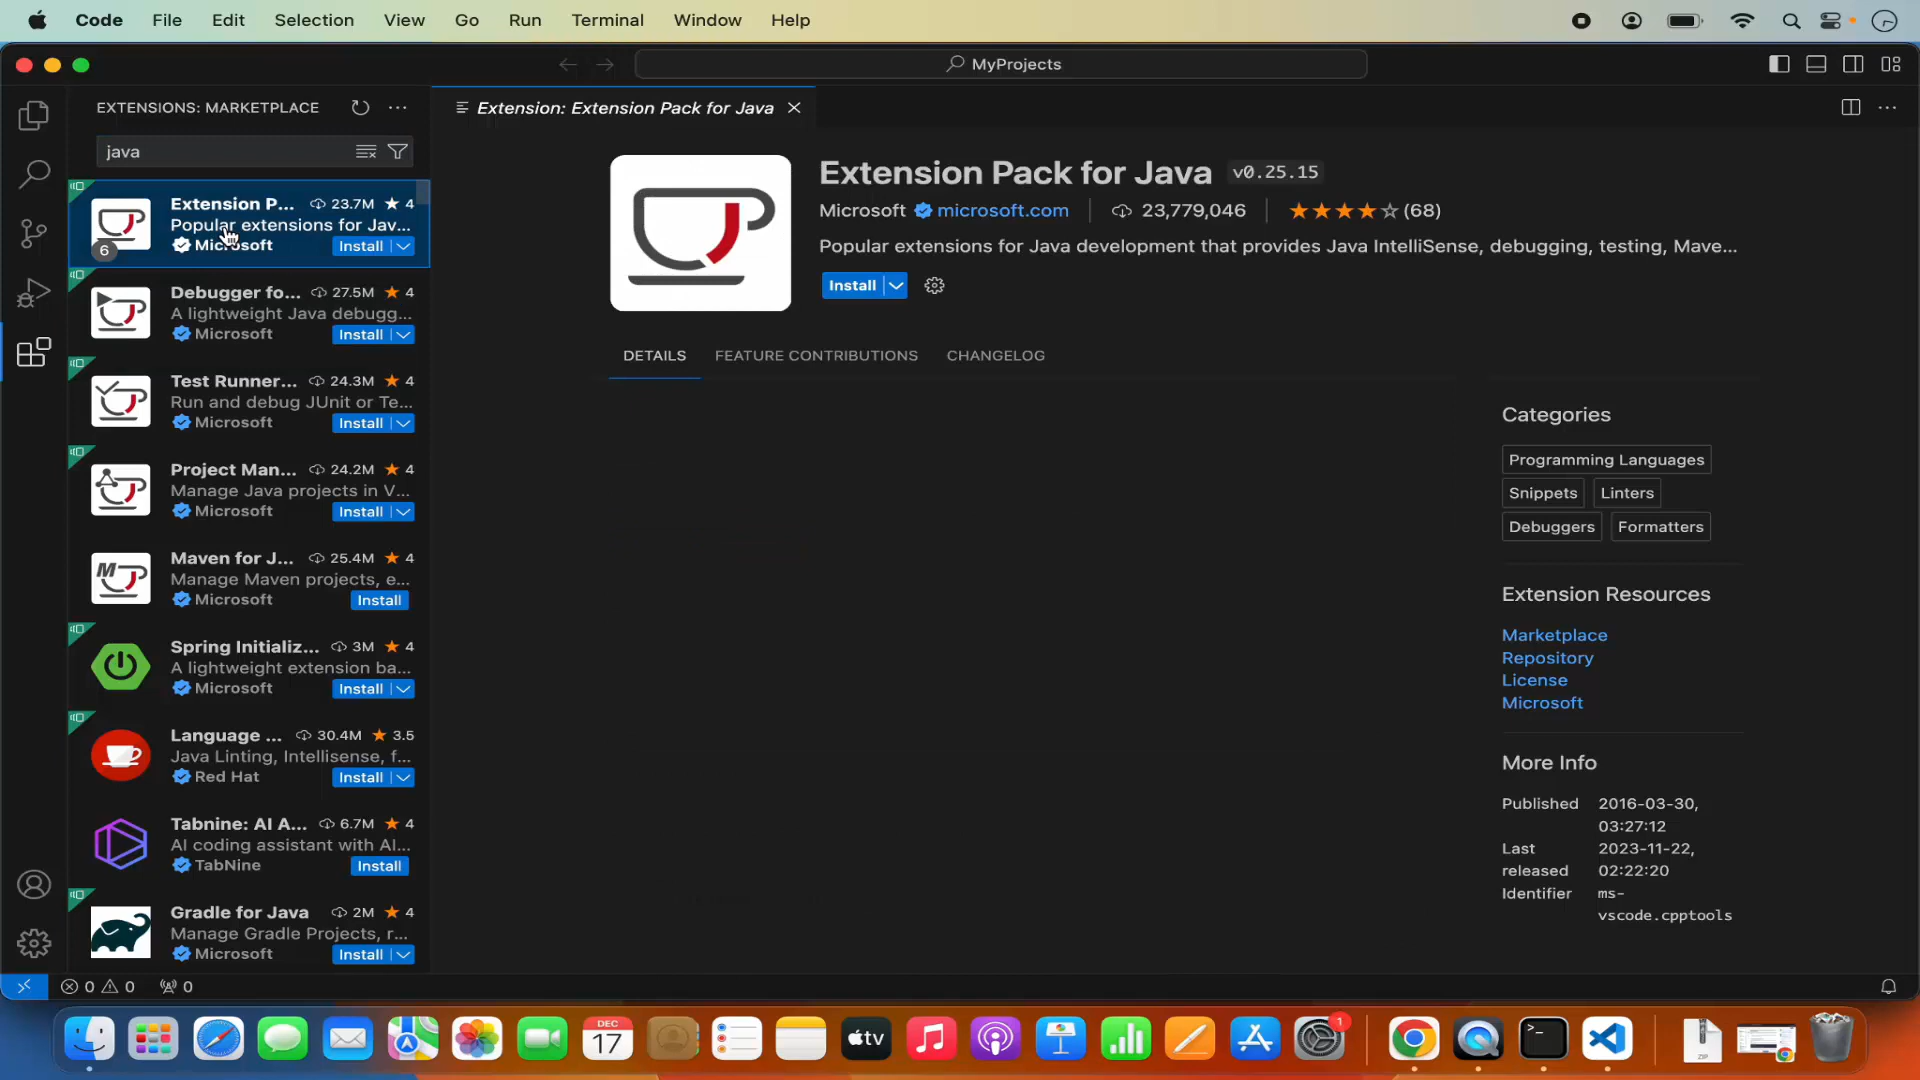 Code File Edit Selection View Go Run Terminal Window Help
MyProjects
EXTENSIONS: MARKETPLACE
Extension: Extension Pack for Java
java
Extension P... 23.7M ★ 4
Popular extensions for Jav...
Microsoft Install
6
Debugger fo... 27.5M ★ 4
A lightweight Java debugg...
Microsoft Install
Test Runner... 24.3M ★ 4
Run and debug JUnit or Te...
Microsoft Install
Project Man... 24.2M ★ 4
Manage Java projects in V...
Microsoft Install
Maven for J... 25.4M ★ 4
Manage Maven projects, e...
Microsoft Install
Spring Initializ... 3M ★ 4
A lightweight extension ba...
Microsoft Install
Language ... 30.4M ★ 3.5
Java Linting, Intellisense, f...
Red Hat Install
Tabnine: AI A... 6.7M ★ 4
AI coding assistant with AI...
TabNine Install
Gradle for Java 2M ★ 4
Manage Gradle Projects, r...
Microsoft Install
Extension Pack for Java v0.25.15
Microsoft microsoft.com 23,779,046 ★★★★☆ (68)
Popular extensions for Java development that provides Java IntelliSense, debugging, testing, Mave...
Install
DETAILS FEATURE CONTRIBUTIONS CHANGELOG
Categories
Programming Languages
Snippets Linters
Debuggers Formatters
Extension Resources
Marketplace
Repository
License
Microsoft
More Info
Published 2016-03-30,
03:27:12
Last 2023-11-22,
released 02:22:20
Identifier ms-
vscode.cpptools
0 0 0
DEC
17
tv
1
>_
ZIP